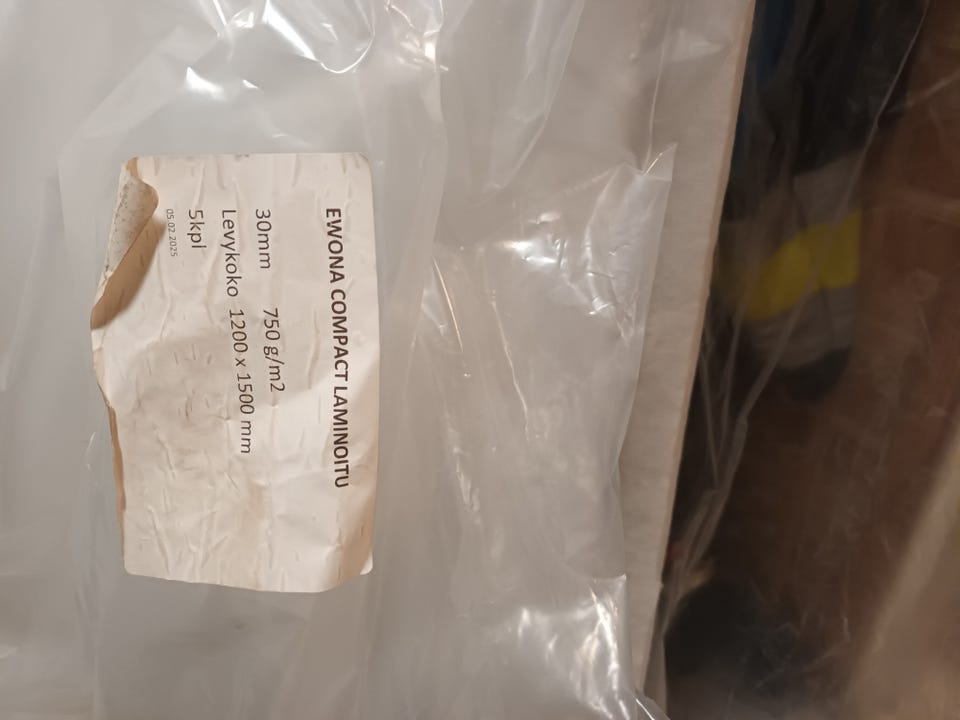 EWONA COMPACT LAMINOITU
30mm 750 g/m2
Levykoko 1200 x 1500 mm
5kpl
05.02.2025